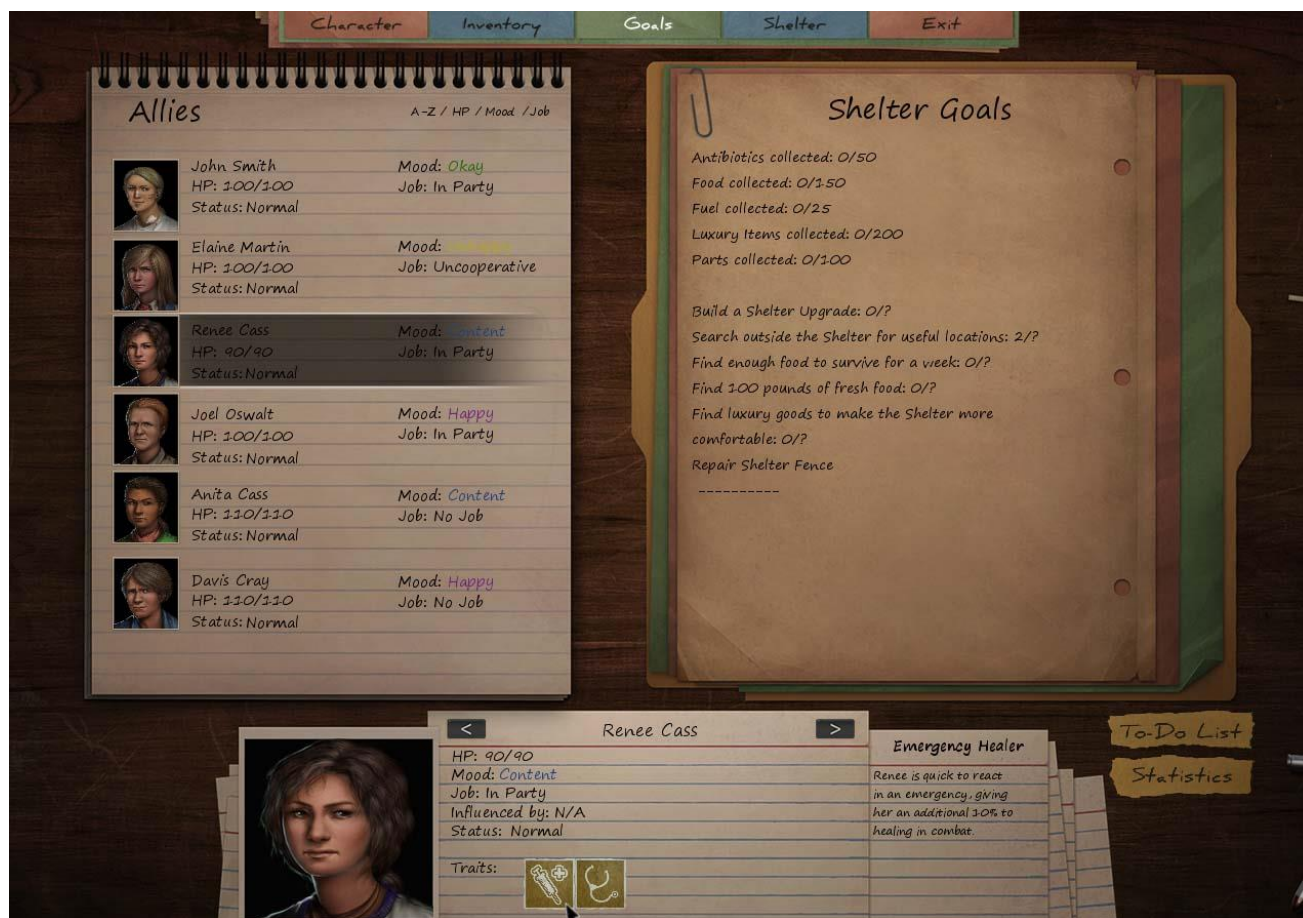 Character Inventory Goals Shelter Exit
Allies
A-Z / HP / Mood / Job
John Smith
HP: 100/100
Status: Normal
Mood: Okay
Job: In Party
Elaine Martin
HP: 100/100
Status: Normal
Mood:
Job: Uncooperative
Renee Cass
HP: 90/90
Status: Normal
Mood: Content
Job: In Party
Joel Oswalt
HP: 100/100
Status: Normal
Mood: Happy
Job: In Party
Anita Cass
HP: 110/110
Status: Normal
Mood: Content
Job: No Job
Davis Cray
HP: 110/110
Status: Normal
Mood: Happy
Job: No Job
Shelter Goals
Antibiotics collected: 0/50
Food collected: 0/150
Fuel collected: 0/25
Luxury Items collected: 0/200
Parts collected: 0/100
Build a Shelter Upgrade: 0/?
Search outside the Shelter for useful locations: 2/?
Find enough food to survive for a week: 0/?
Find 100 pounds of fresh food: 0/?
Find luxury goods to make the Shelter more
comfortable: 0/?
Repair Shelter Fence
----------
< Renee Cass >
HP: 90/90
Mood: Content
Job: In Party
Influenced by: N/A
Status: Normal
Traits:
Emergency Healer
Renee is quick to react
in an emergency, giving
her an additional 10% to
healing in combat.
To-Do List
Statistics